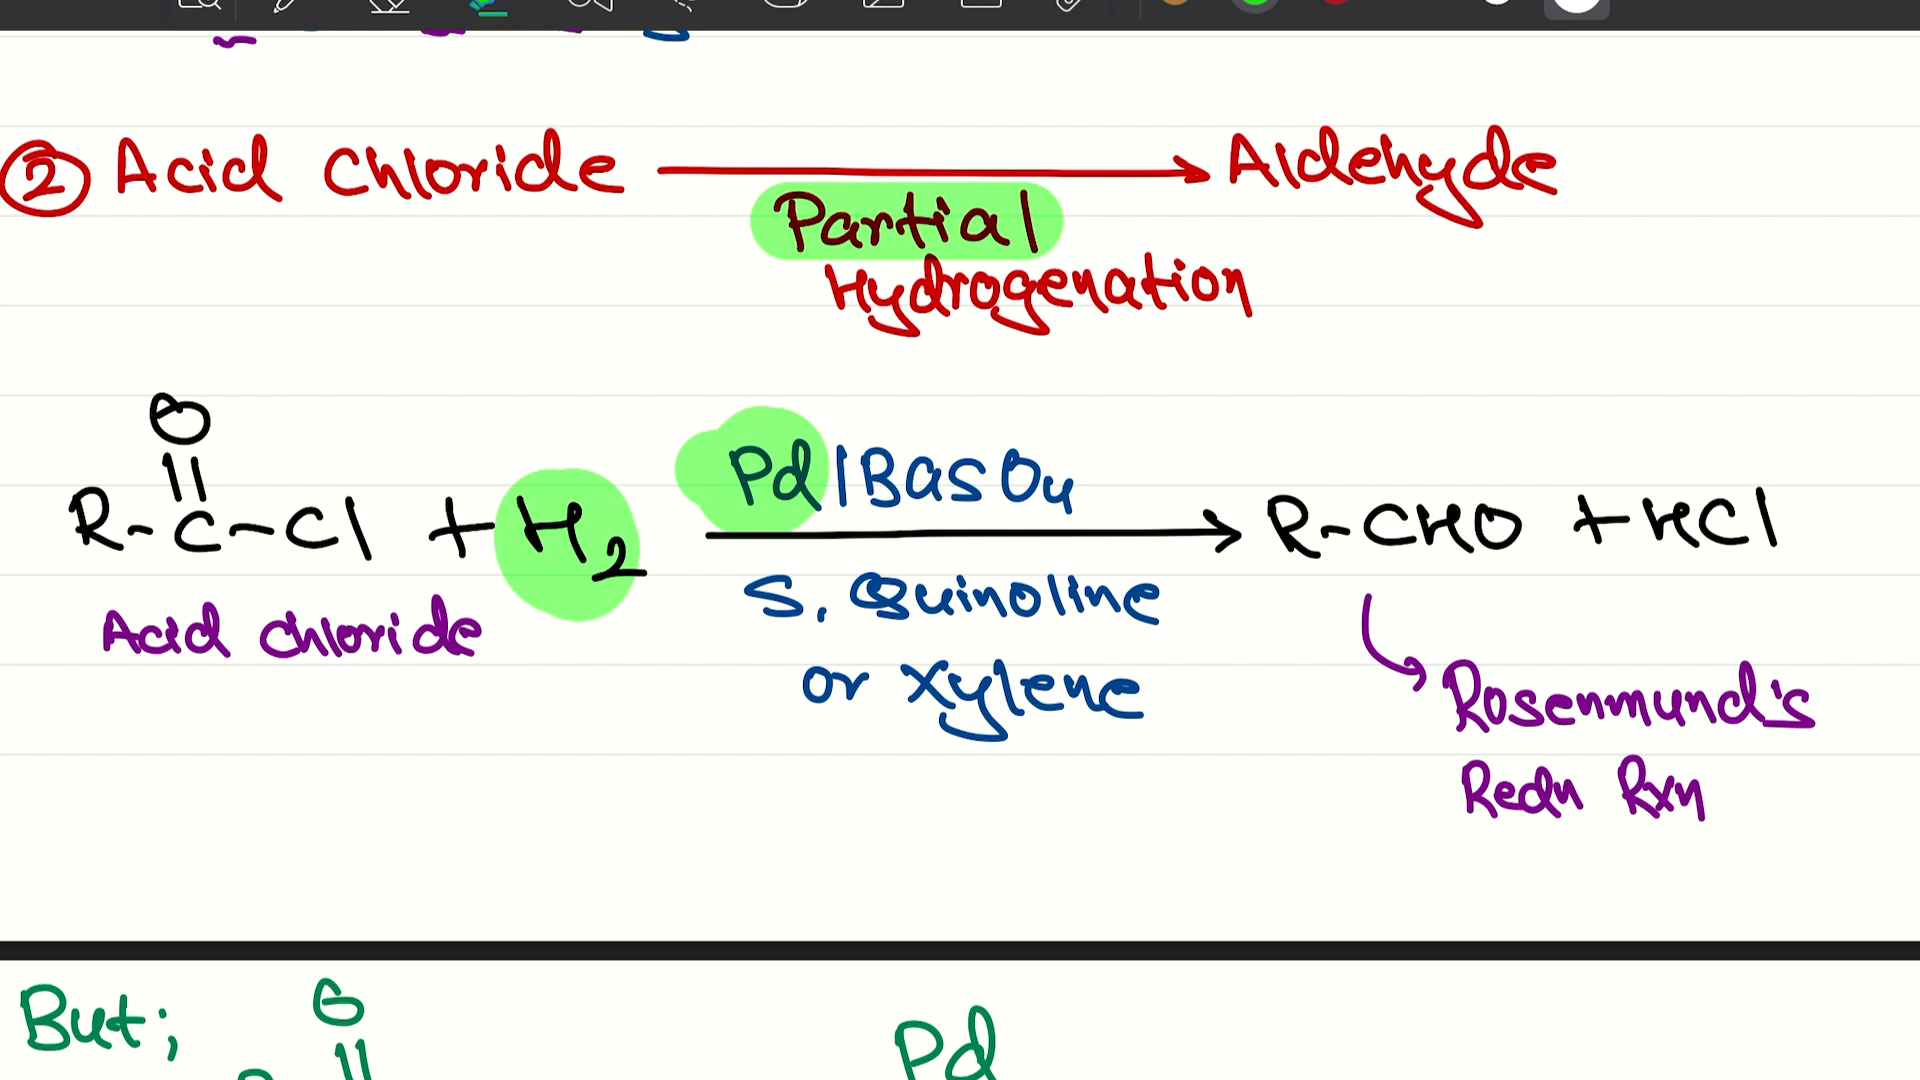 ② Acid Chloride → Aldehyde
Partial
Hydrogenation
O
||
R-C-Cl + H₂ Pd|BaSO₄ → R-CHO + HCl
Acid Chloride
S, Quinoline
or Xylene
Rosenmund's
Redn Rxn
But;
O
||
Pd